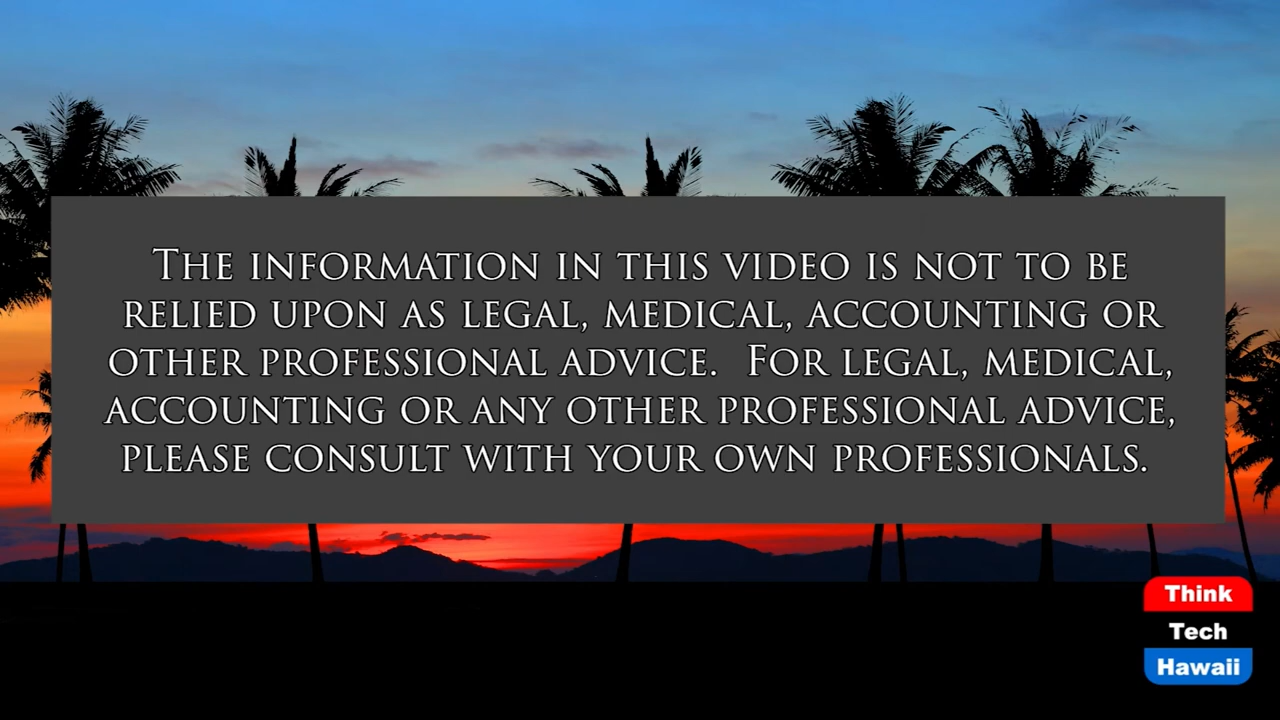 The information in this video is not to be
relied upon as legal, medical, accounting or
other professional advice.  For legal, medical,
accounting or any other professional advice,
please consult with your own professionals.
Think
Tech
Hawaii